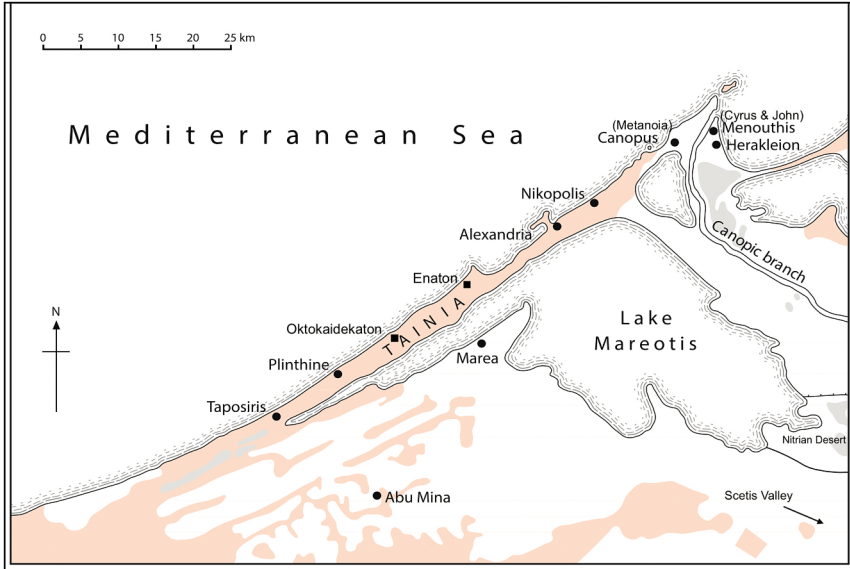 0 5 10 15 20 25 km
Mediterranean Sea
(Metanoia)
Canopus
(Cyrus & John)
Menouthis
Herakleion
Nikopolis
Alexandria
Canopic branch
Enaton
TAINIA
Oktokaidekaton
Lake
Mareotis
N
Marea
Plinthine
Taposiris
Nitrian Desert
Abu Mina
Scetis Valley